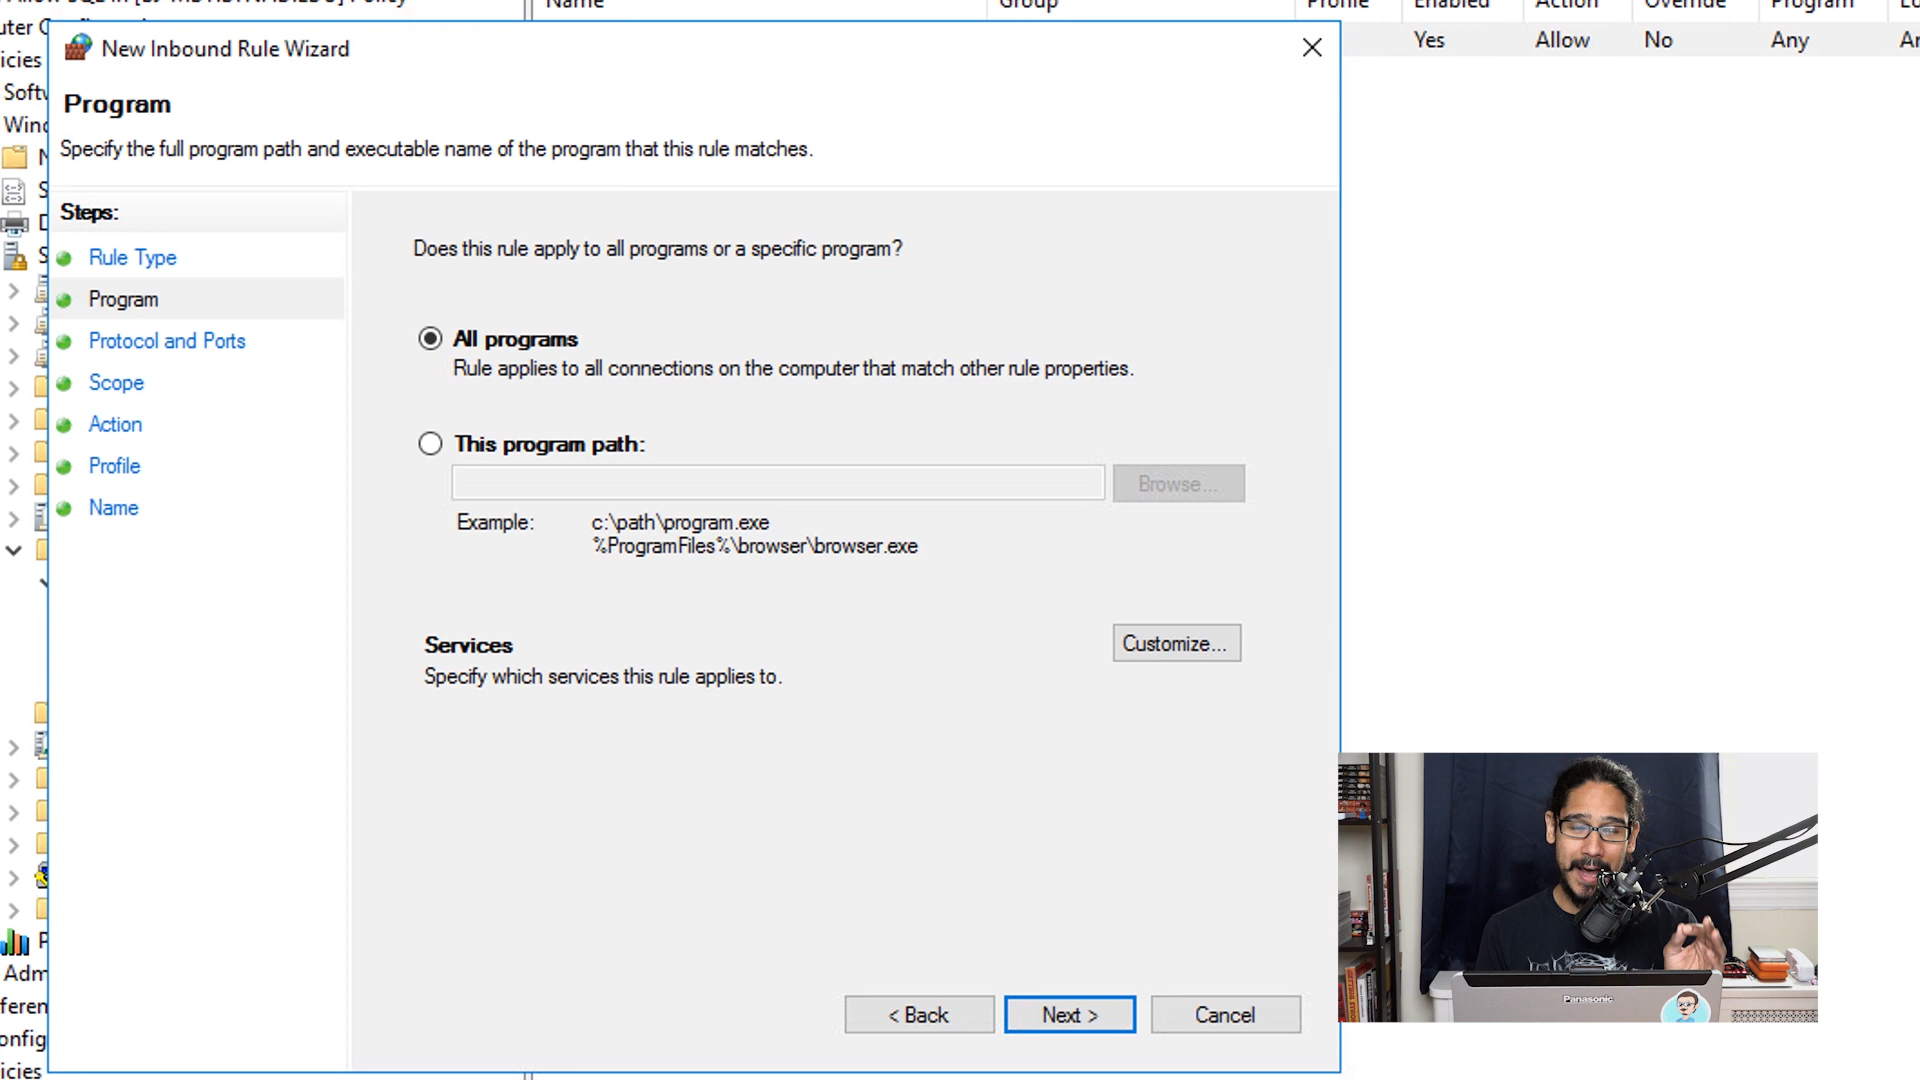 Name Group Profile Enabled Action Override Program
Yes Allow No Any
New Inbound Rule Wizard
Program
Specify the full program path and executable name of the program that this rule matches.
Steps:
Rule Type
Program
Protocol and Ports
Scope
Action
Profile
Name
Does this rule apply to all programs or a specific program?
All programs
Rule applies to all connections on the computer that match other rule properties.
This program path:
Browse...
Example: c:\path\program.exe
%ProgramFiles%\browser\browser.exe
Services
Customize...
Specify which services this rule applies to.
< Back Next > Cancel
Panasonic